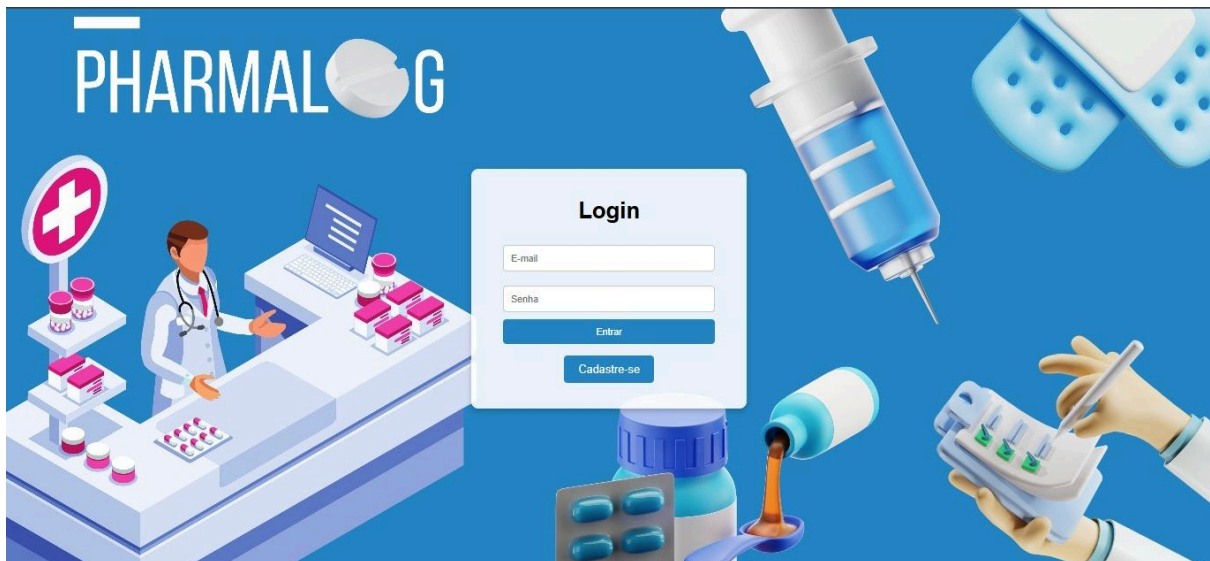 PHARMALOG
Login
E-mail
Senha
Entrar
Cadastre-se